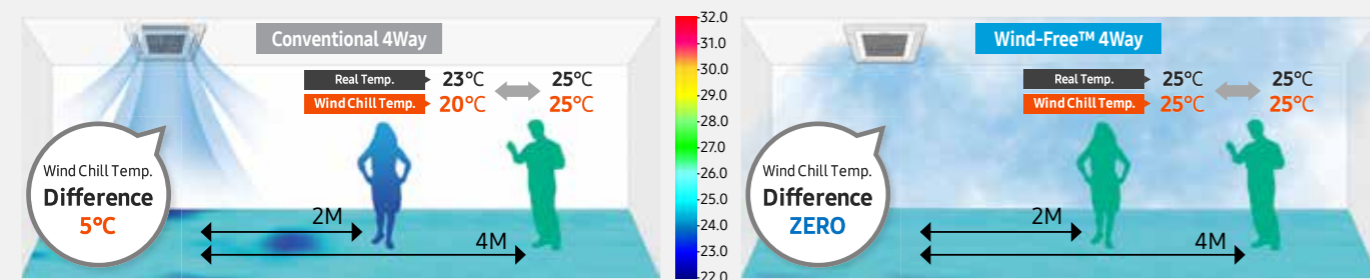 Conventional 4Way
Real Temp. 23°C 25°C
Wind Chill Temp. 20°C 25°C
Wind Chill Temp.
Difference
5°C
2M
4M
32.0
31.0
30.0
29.0
28.0
27.0
26.0
25.0
24.0
23.0
22.0
Wind-Free™ 4Way
Real Temp. 25°C 25°C
Wind Chill Temp. 25°C 25°C
Wind Chill Temp.
Difference
ZERO
2M
4M